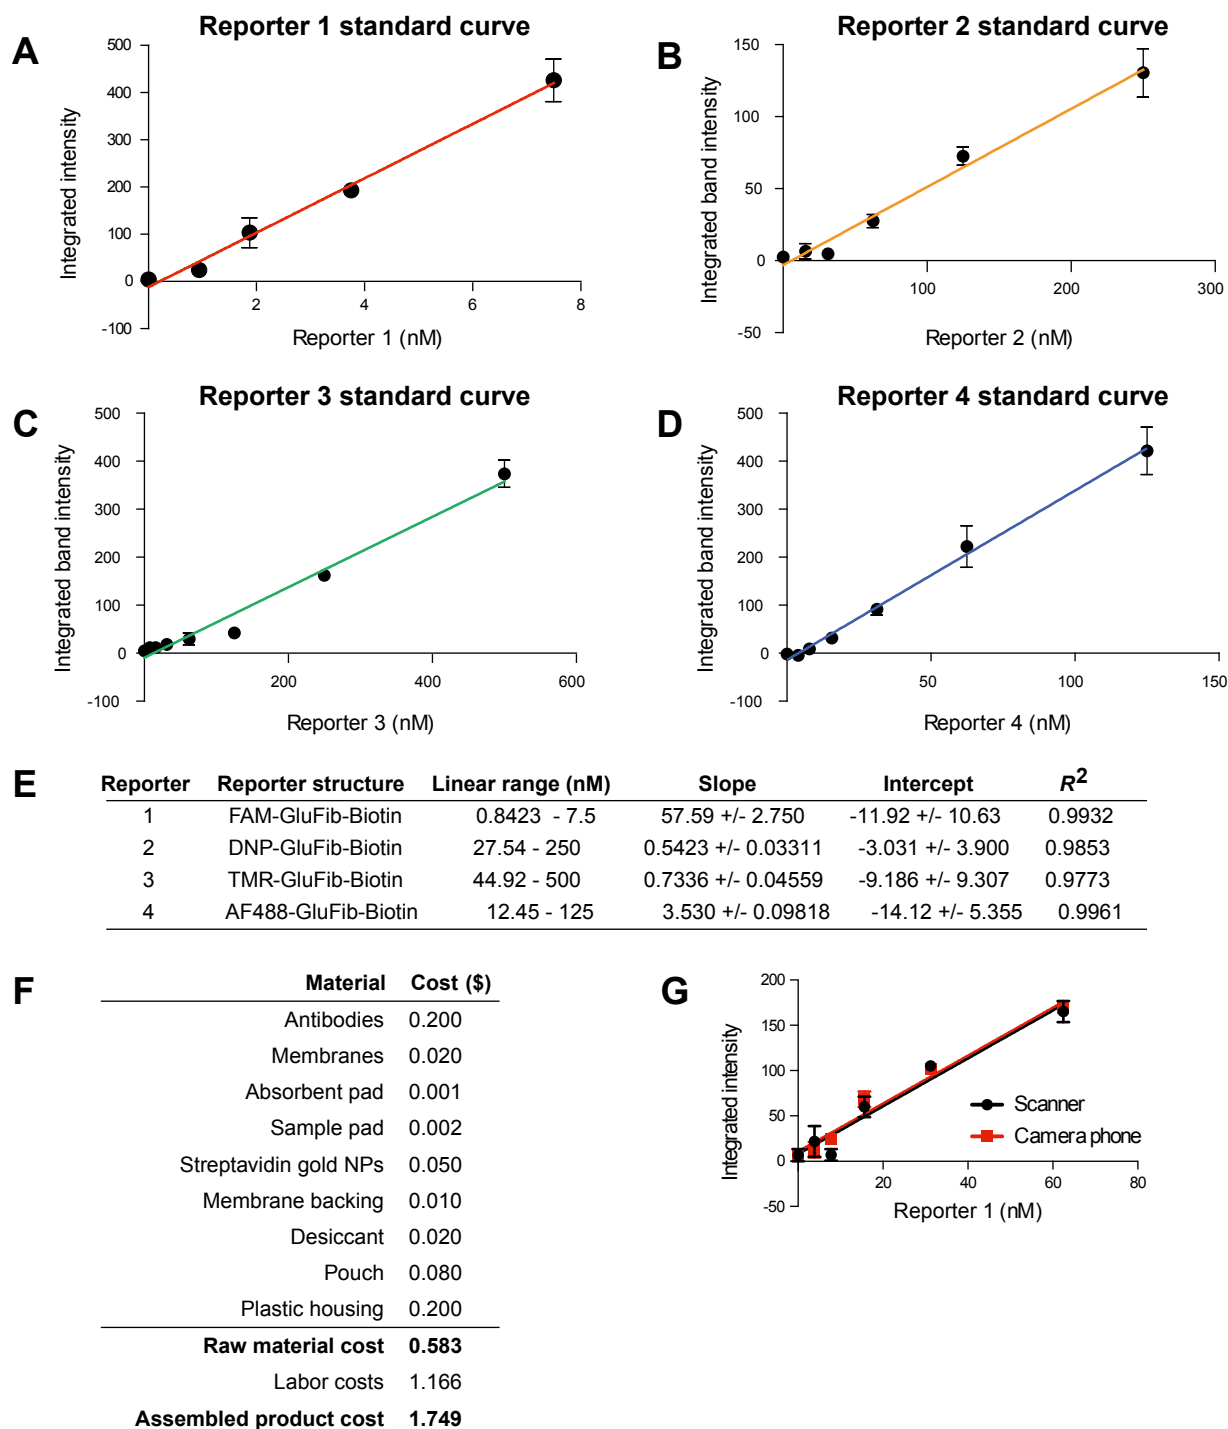 A
Reporter 1 standard curve
Integrated intensity
500
400
300
200
100
0
-100
2
4
6
8
Reporter 1 (nM)
B
Reporter 2 standard curve
Integrated band intensity
150
100
50
0
-50
100
200
300
Reporter 2 (nM)
C
Reporter 3 standard curve
Integrated band intensity
500
400
300
200
100
0
-100
200
400
600
Reporter 3 (nM)
D
Reporter 4 standard curve
Integrated band intensity
500
400
300
200
100
0
-100
50
100
150
Reporter 4 (nM)
E
Reporter Reporter structure Linear range (nM) Slope Intercept R²
1 FAM-GluFib-Biotin 0.8423 - 7.5 57.59 +/- 2.750 -11.92 +/- 10.63 0.9932
2 DNP-GluFib-Biotin 27.54 - 250 0.5423 +/- 0.03311 -3.031 +/- 3.900 0.9853
3 TMR-GluFib-Biotin 44.92 - 500 0.7336 +/- 0.04559 -9.186 +/- 9.307 0.9773
4 AF488-GluFib-Biotin 12.45 - 125 3.530 +/- 0.09818 -14.12 +/- 5.355 0.9961
F
Material Cost ($)
Antibodies 0.200
Membranes 0.020
Absorbent pad 0.001
Sample pad 0.002
Streptavidin gold NPs 0.050
Membrane backing 0.010
Desiccant 0.020
Pouch 0.080
Plastic housing 0.200
Raw material cost 0.583
Labor costs 1.166
Assembled product cost 1.749
G
Integrated intensity
200
150
100
50
0
-50
20
40
60
80
Reporter 1 (nM)
Scanner
Camera phone